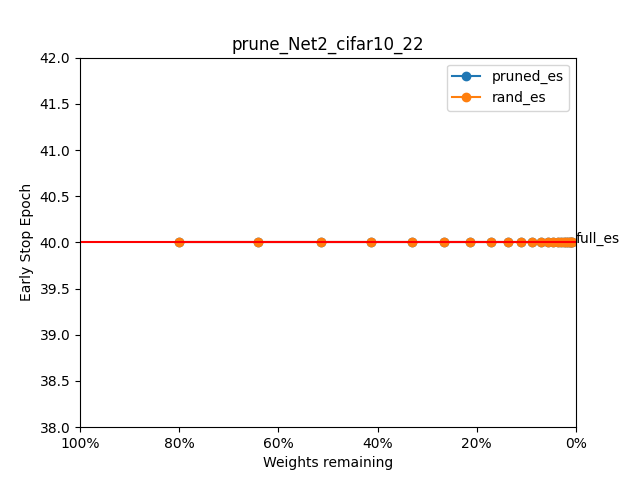 prune_Net2_cifar10_22
42.0
41.5
41.0
40.5
40.0
39.5
39.0
38.5
38.0
Early Stop Epoch
pruned_es
rand_es
full_es
100%
80%
60%
40%
20%
0%
Weights remaining